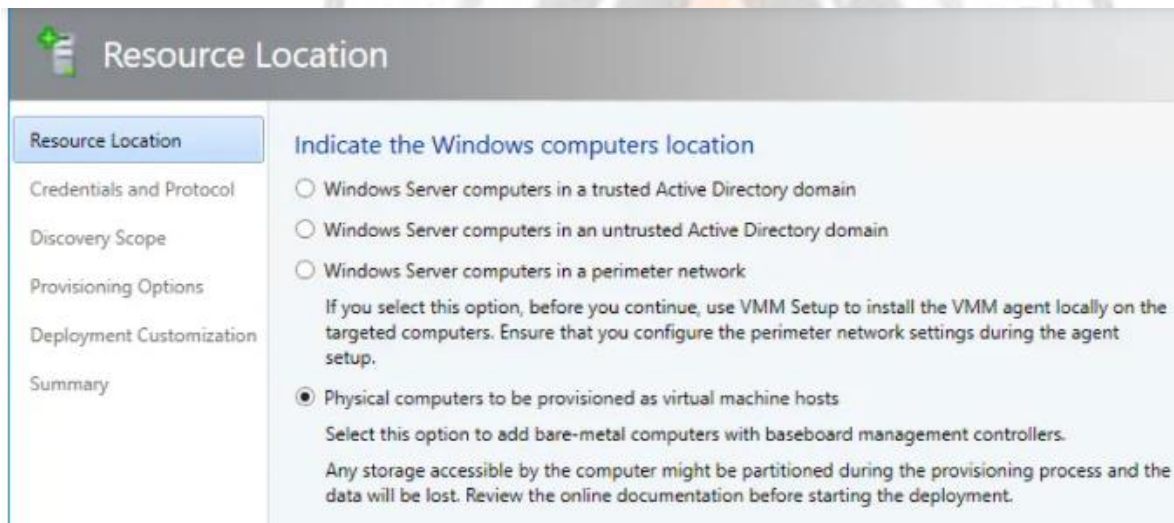 Resource Location
Resource Location
Credentials and Protocol
Discovery Scope
Provisioning Options
Deployment Customization
Summary
Indicate the Windows computers location
Windows Server computers in a trusted Active Directory domain
Windows Server computers in an untrusted Active Directory domain
Windows Server computers in a perimeter network
If you select this option, before you continue, use VMM Setup to install the VMM agent locally on the
targeted computers. Ensure that you configure the perimeter network settings during the agent
setup.
Physical computers to be provisioned as virtual machine hosts
Select this option to add bare-metal computers with baseboard management controllers.
Any storage accessible by the computer might be partitioned during the provisioning process and the
data will be lost. Review the online documentation before starting the deployment.